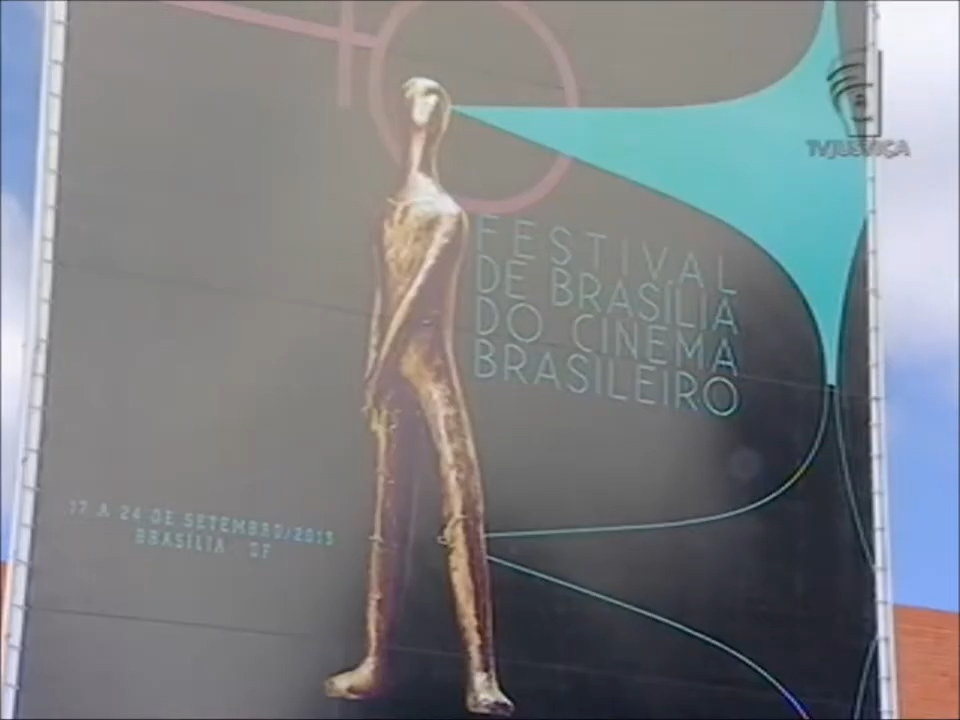 TVJUSTIÇA
FESTIVAL
DE BRASÍLIA
DO CINEMA
BRASILEIRO
17 A 24 DE SETEMBRO/2013
BRASÍLIA DF